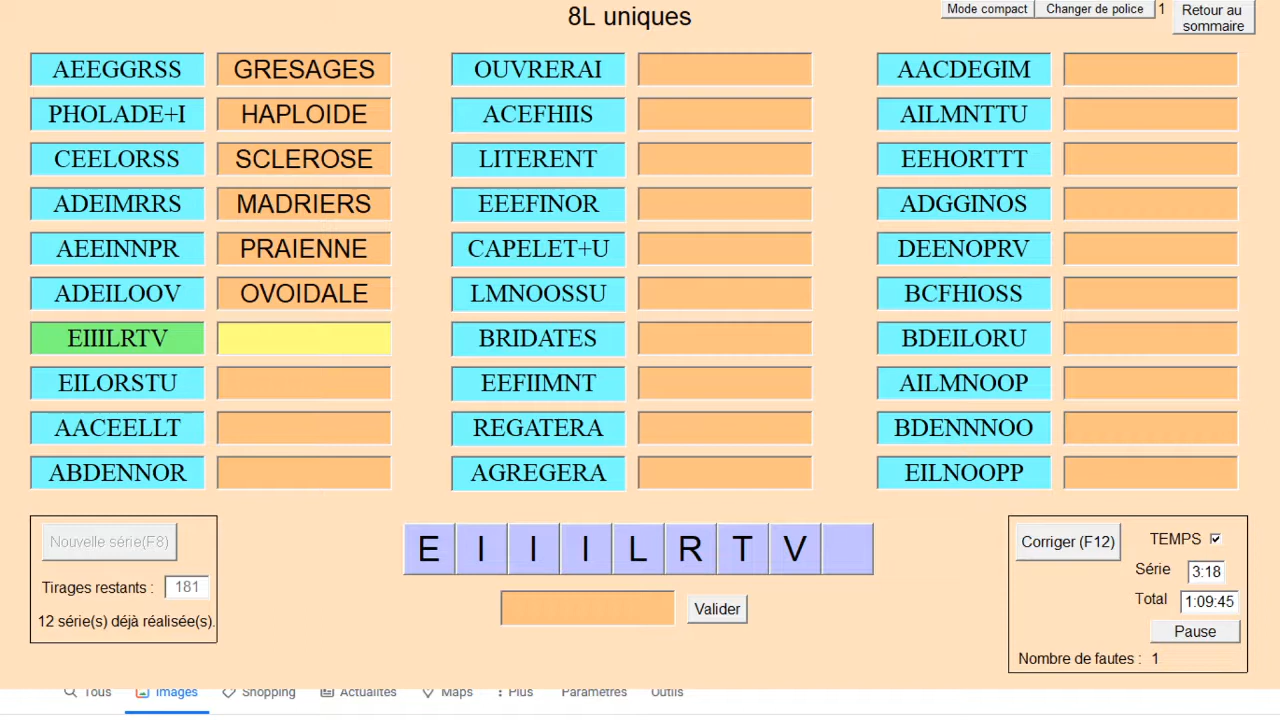 8L uniques
Mode compact
Changer de police
1
Retour au
sommaire
AEEGGRSS GRESAGES
PHOLADE+I HAPLOIDE
CEELORSS SCLEROSE
ADEIMRRS MADRIERS
AEEINNPR PRAIENNE
ADEILOOV OVOIDALE
EIIILRTV
EILORSTU
AACEELLT
ABDENNOR
OUVRERAI
ACEFHIIS
LITERENT
EEEFINOR
CAPELET+U
LMNOOSSU
BRIDATES
EEFIIMNT
REGATERA
AGREGERA
AACDEGIM
AILMNTTU
EEHORTTT
ADGGINOS
DEENOPRV
BCFHIOSS
BDEILORU
AILMNOOP
BDENNNOO
EILNOOPP
Nouvelle série(F8)
Tirages restants : 181
12 série(s) déjà réalisée(s).
E I I I L R T V
Valider
Corriger (F12)
TEMPS
Série 3:18
Total 1:09:45
Pause
Nombre de fautes : 1
Tous Images Shopping Actualités Maps Plus Paramètres Outils